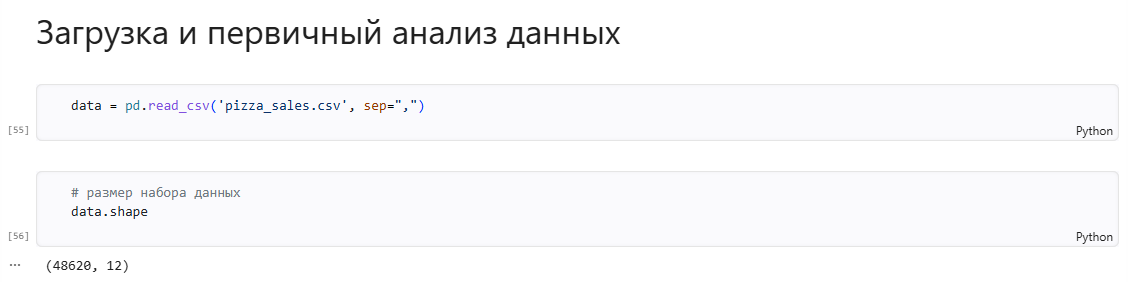 Загрузка и первичный анализ данных
data = pd.read_csv('pizza_sales.csv', sep=",")
[55]
Python
# размер набора данных
data.shape
[56]
Python
... (48620, 12)